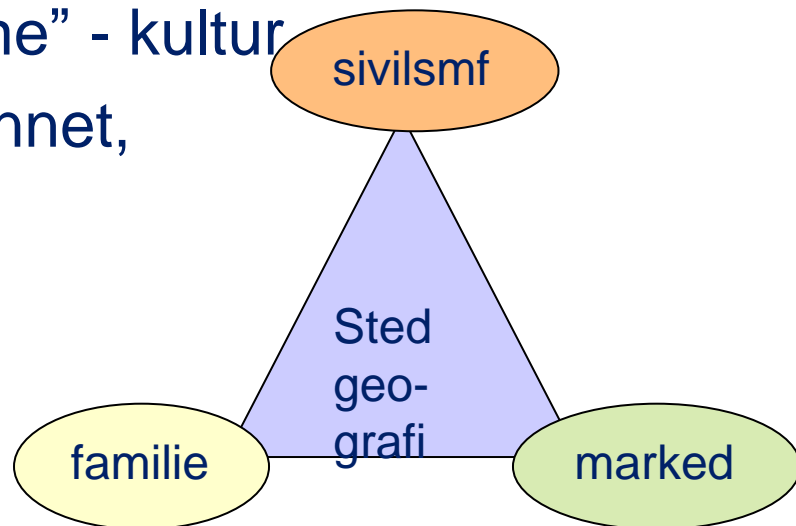 ne” - kultur
nnet,
sivilsmf
Sted
geo-
grafi
familie
marked